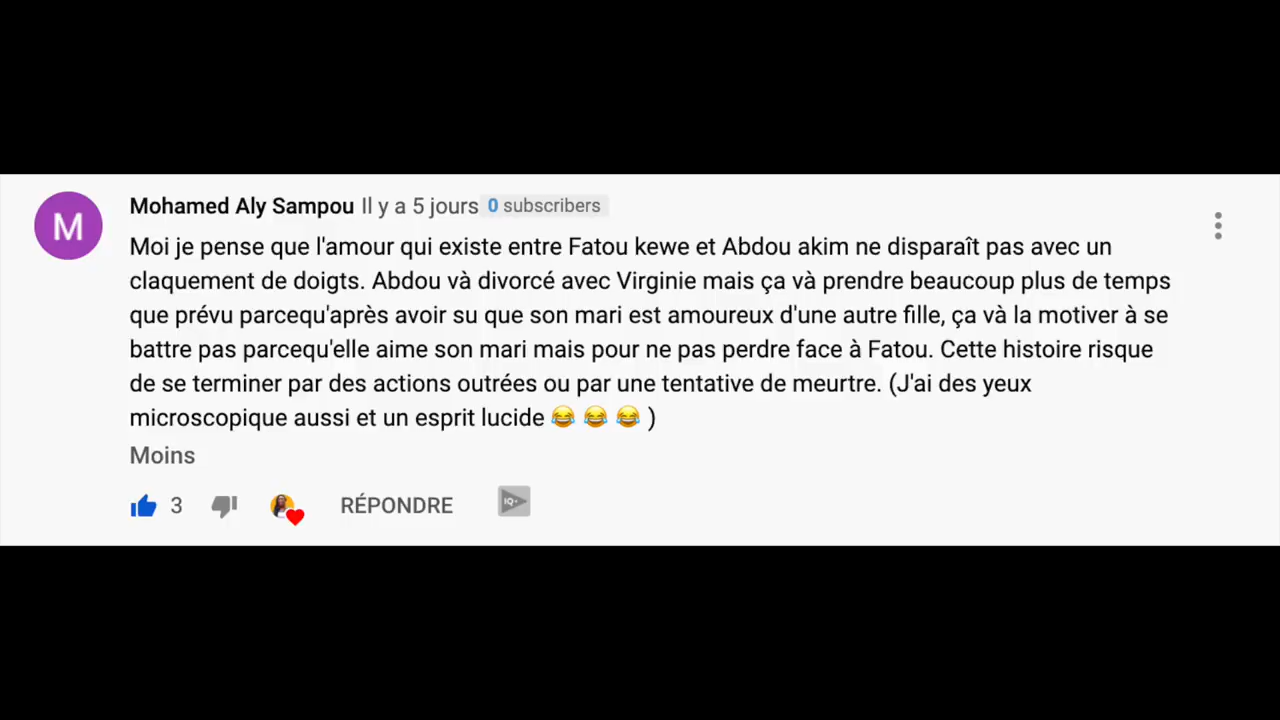 M
Mohamed Aly Sampou Il y a 5 jours 0 subscribers
Moi je pense que l'amour qui existe entre Fatou kewe et Abdou akim ne disparaît pas avec un
claquement de doigts. Abdou và divorcé avec Virginie mais ça và prendre beaucoup plus de temps
que prévu parcequ'après avoir su que son mari est amoureux d'une autre fille, ça và la motiver à se
battre pas parcequ'elle aime son mari mais pour ne pas perdre face à Fatou. Cette histoire risque
de se terminer par des actions outrées ou par une tentative de meurtre. (J'ai des yeux
microscopique aussi et un esprit lucide 😂 😂 😂 )
Moins
3 RÉPONDRE IQ+